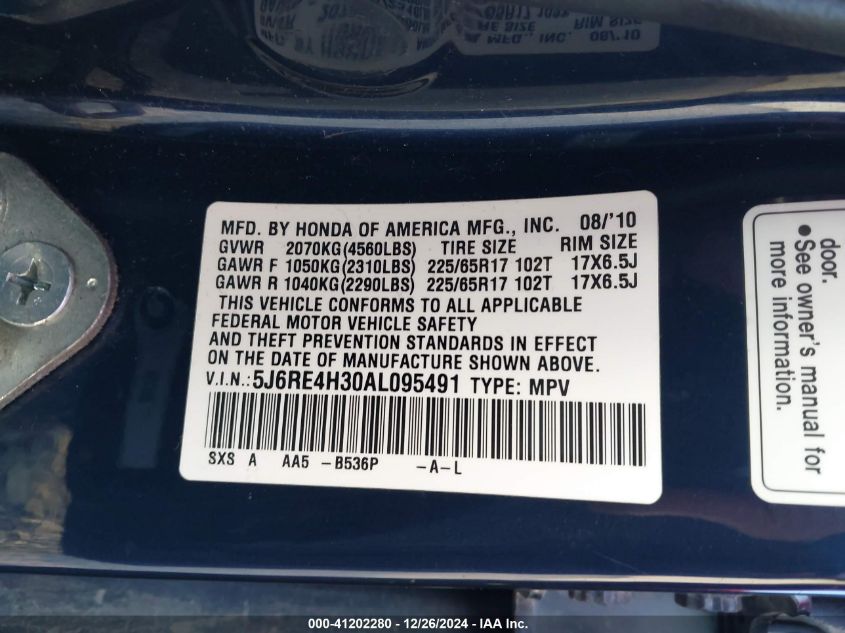 MFD. BY HONDA OF AMERICA MFG., INC. 08/'10
GVWR 2070KG(4560LBS) TIRE SIZE RIM SIZE
GAWR F 1050KG(2310LBS) 225/65R17 102T 17X6.5J
GAWR R 1040KG(2290LBS) 225/65R17 102T 17X6.5J
THIS VEHICLE CONFORMS TO ALL APPLICABLE
FEDERAL MOTOR VEHICLE SAFETY
AND THEFT PREVENTION STANDARDS IN EFFECT
ON THE DATE OF MANUFACTURE SHOWN ABOVE.
V.I.N.: 5J6RE4H30AL095491 TYPE: MPV
SXS A AA5 -B536P -A-L
door.
• See owner's manual for
more information.
000-41202280 - 12/26/2024 - IAA Inc.